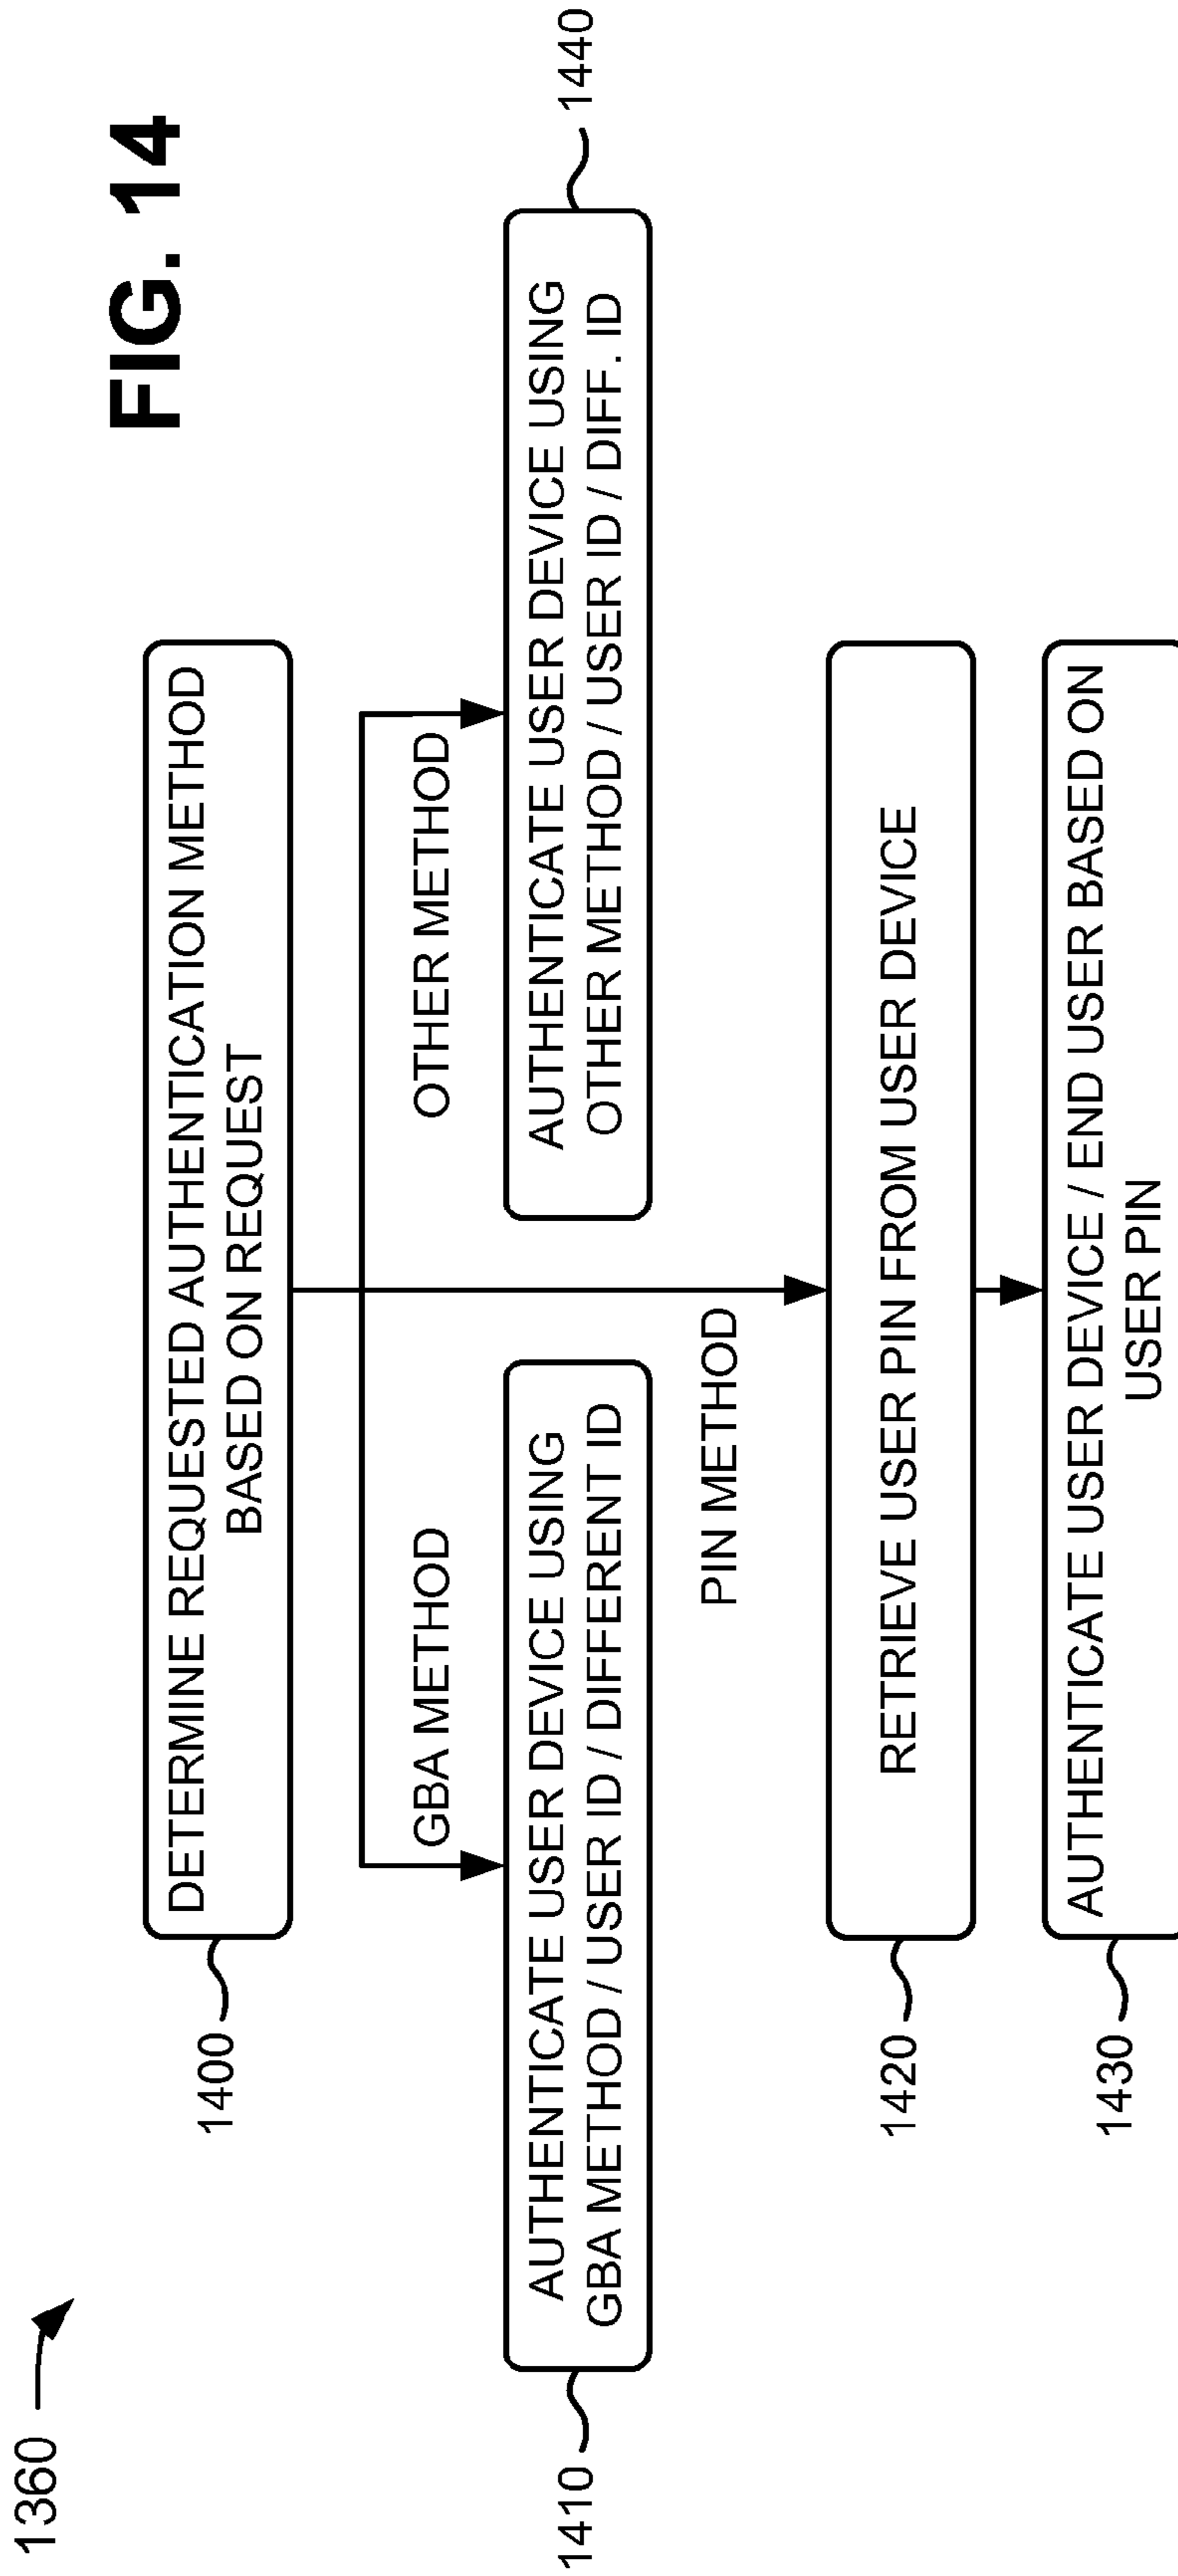 1360
FIG. 14
1400
DETERMINE REQUESTED AUTHENTICATION METHOD
BASED ON REQUEST
GBA METHOD
OTHER METHOD
1410
AUTHENTICATE USER DEVICE USING
GBA METHOD / USER ID / DIFFERENT ID
AUTHENTICATE USER DEVICE USING
OTHER METHOD / USER ID / DIFF. ID
1440
PIN METHOD
1420
RETRIEVE USER PIN FROM USER DEVICE
1430
AUTHENTICATE USER DEVICE / END USER BASED ON
USER PIN